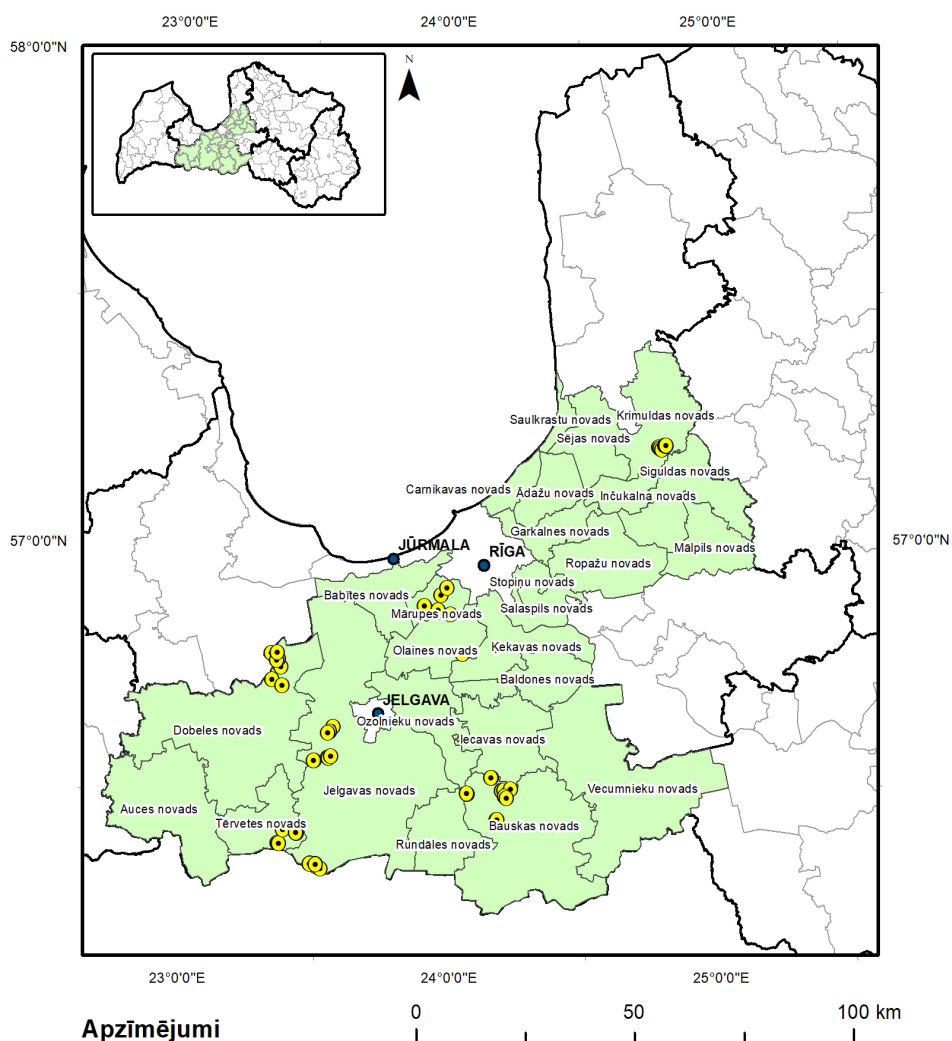 23°0'0"E 24°0'0"E 25°0'0"E
58°0'0"N
N
Saulkrastu novads
Krimuldas novads
Sējas novads
Siguldas novads
Carnikavas novads
Ādažu novads
Inčukalna novads
Garkalnes novads
57°0'0"N
JŪRMALA
RĪGA
Mālpils novads
57°0'0"N
Ropažu novads
Stopiņu novads
Babītes novads
Salaspils novads
Mārupes novads
Olaines novads
Ķekavas novads
Baldones novads
JELGAVA
Ozolnieku novads
Dobeles novads
Iecavas novads
Jelgavas novads
Vecumnieku novads
Auces novads
Tērvetes novads
Bauskas novads
Rundāles novads
23°0'0"E 24°0'0"E 25°0'0"E
0 50 100 km
Apzīmējumi